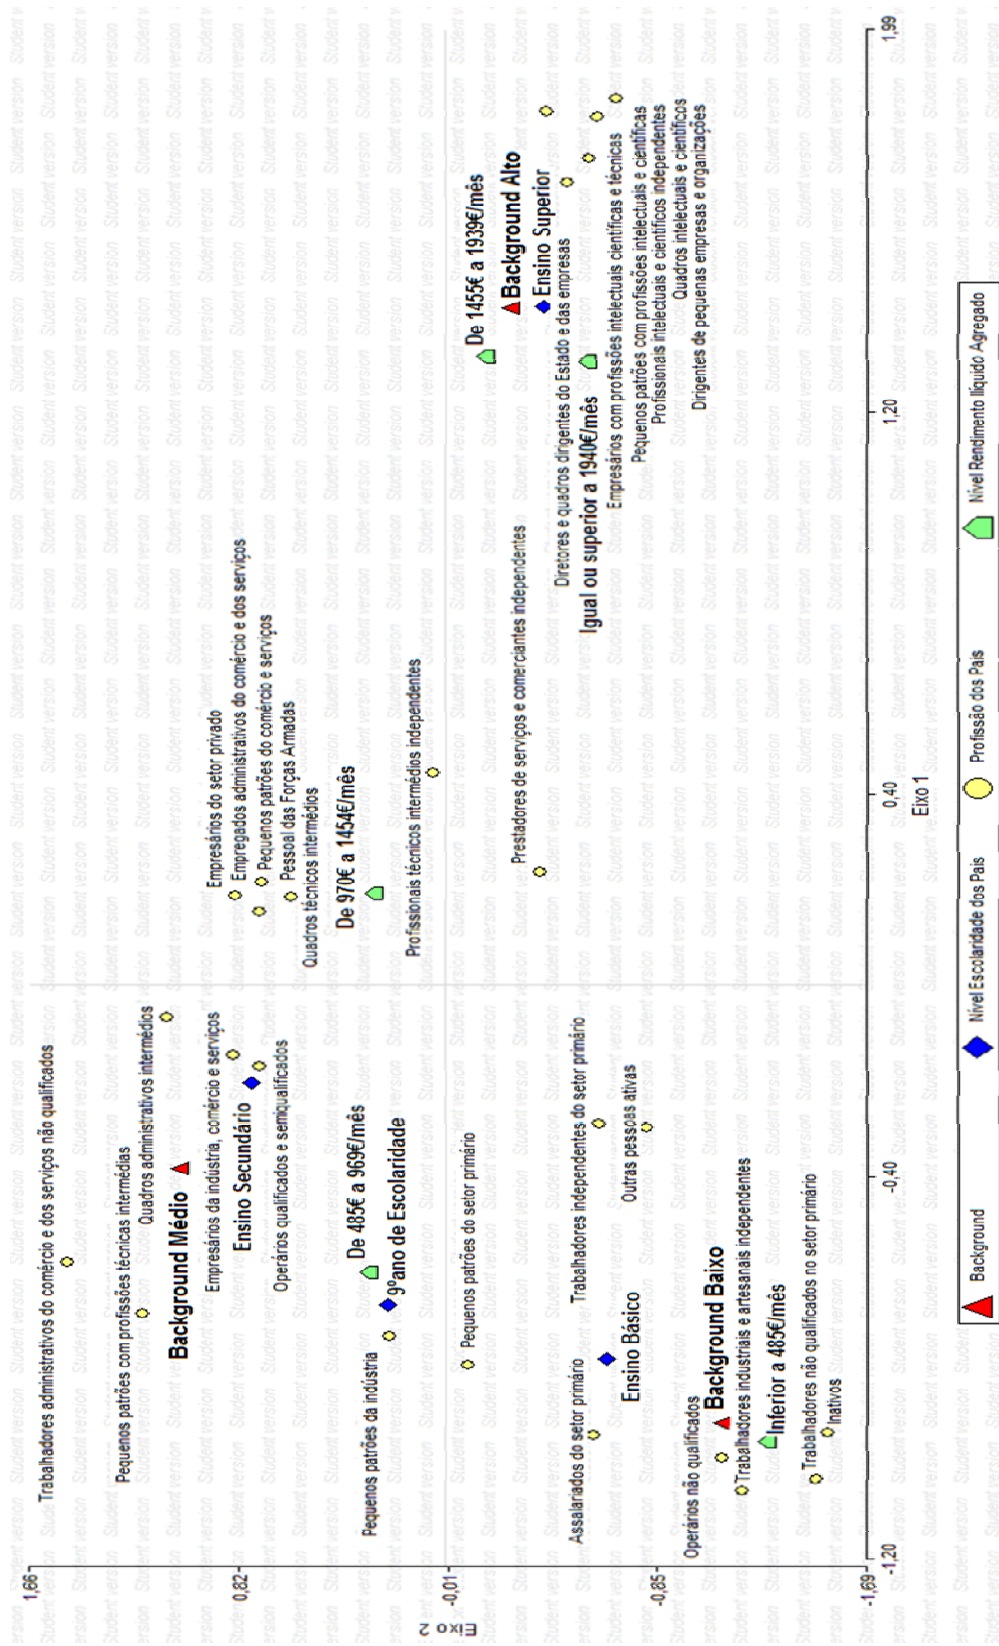 1,66
0,82
-0,01
-0,85
-1,69
Eixo 2
Trabalhadores administrativos do comércio e dos serviços não qualificados
Pequenos patrões com profissões técnicas intermédias
Quadros administrativos intermédios
Background Médio
Empresários da indústria, comércio e serviços
Ensino Secundário
Operários qualificados e semiqualificados
De 485€ a 969€/mês
9ºano de Escolaridade
Pequenos patrões da indústria
Pequenos patrões do setor primário
Empresários do setor privado
Empregados administrativos do comércio e dos serviços
Pequenos patrões do comércio e serviços
Pessoal das Forças Armadas
Quadros técnicos intermédios
De 970€ a 1454€/mês
Profissionais técnicos intermédios independentes
De 1455€ a 1939€/mês
Background Alto
Ensino Superior
Prestadores de serviços e comerciantes independentes
Diretores e quadros dirigentes do Estado e das empresas
Igual ou superior a 1940€/mês
Empresários com profissões intelectuais científicas e técnicas
Pequenos patrões com profissões intelectuais e científicas
Profissionais intelectuais e científicos independentes
Quadros intelectuais e científicos
Dirigentes de pequenas empresas e organizações
Assalariados do setor primário
Trabalhadores independentes do setor primário
Ensino Básico
Outras pessoas ativas
Operários não qualificados
Background Baixo
Trabalhadores industriais e artesanais independentes
Inferior a 485€/mês
Trabalhadores não qualificados no setor primário
Inativos
-1,20
-0,40
0,40
1,20
1,99
Eixo 1
Background
Nível Escolaridade dos Pais
Profissão dos Pais
Nível Rendimento líquido Agregado